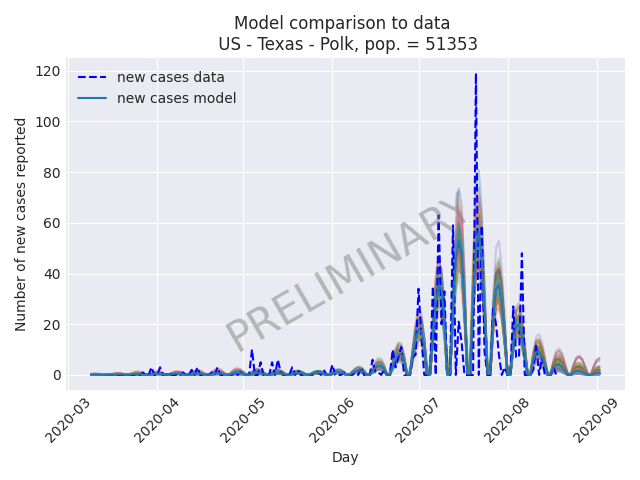 Model comparison to data
US - Texas - Polk, pop. = 51353
new cases data
new cases model
Number of new cases reported
120
100
80
60
40
20
0
PRELIMINARY
2020-03
2020-04
2020-05
2020-06
2020-07
2020-08
2020-09
Day